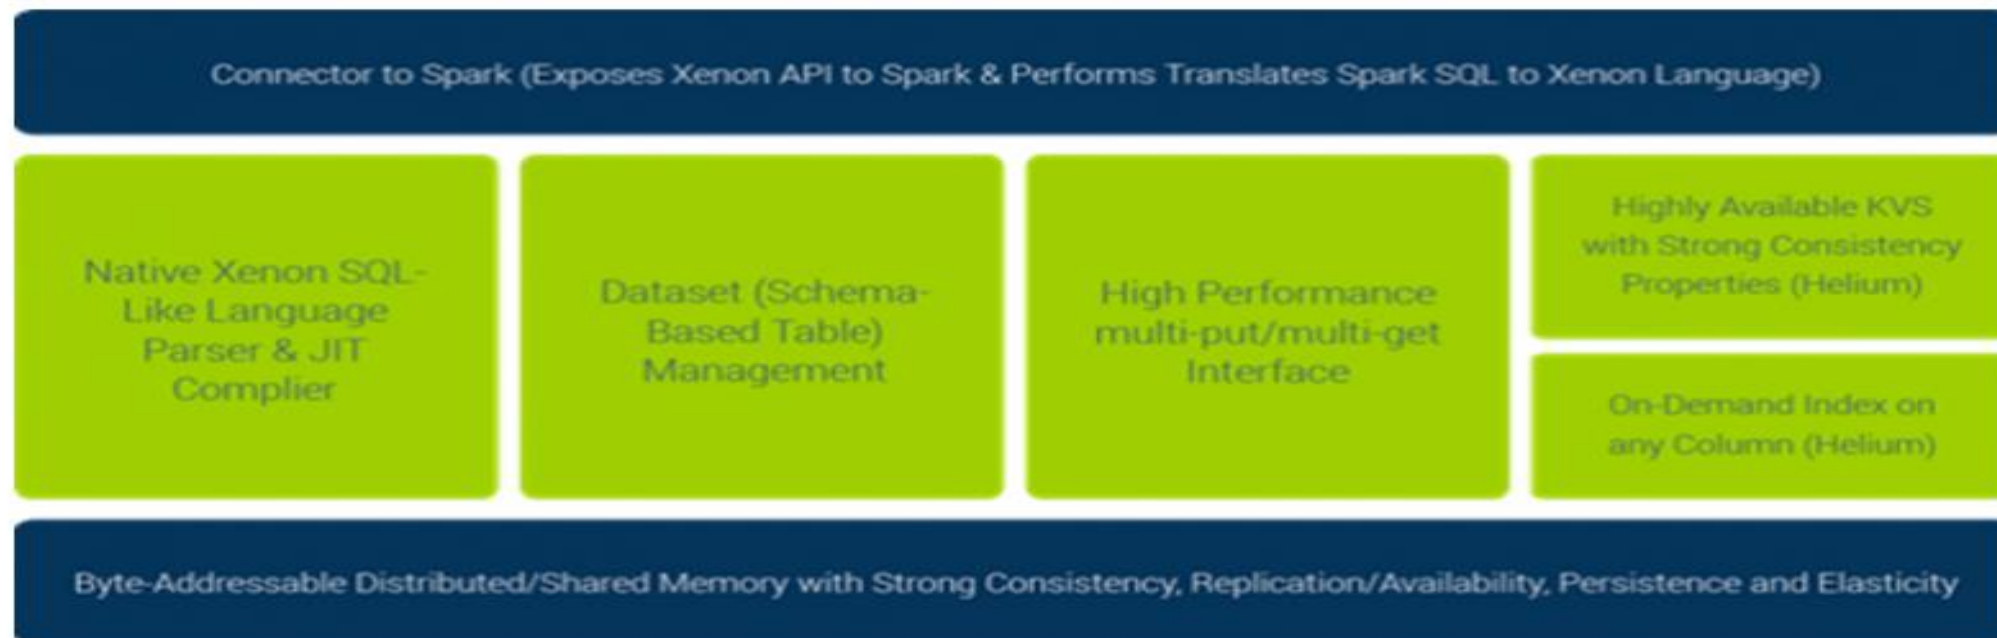 Connector to Spark (Exposes Xenon API to Spark & Performs Translates Spark SQL to Xenon Language)
Native Xenon SQL-
Like Language
Parser & JIT
Complier
Dataset (Schema-
Based Table)
Management
High Performance
multi-put/multi-get
Interface
Highly Available KVS
with Strong Consistency
Properties (Helium)
On-Demand Index on
any Column (Helium)
Byte-Addressable Distributed/Shared Memory with Strong Consistency, Replication/Availability, Persistence and Elasticity